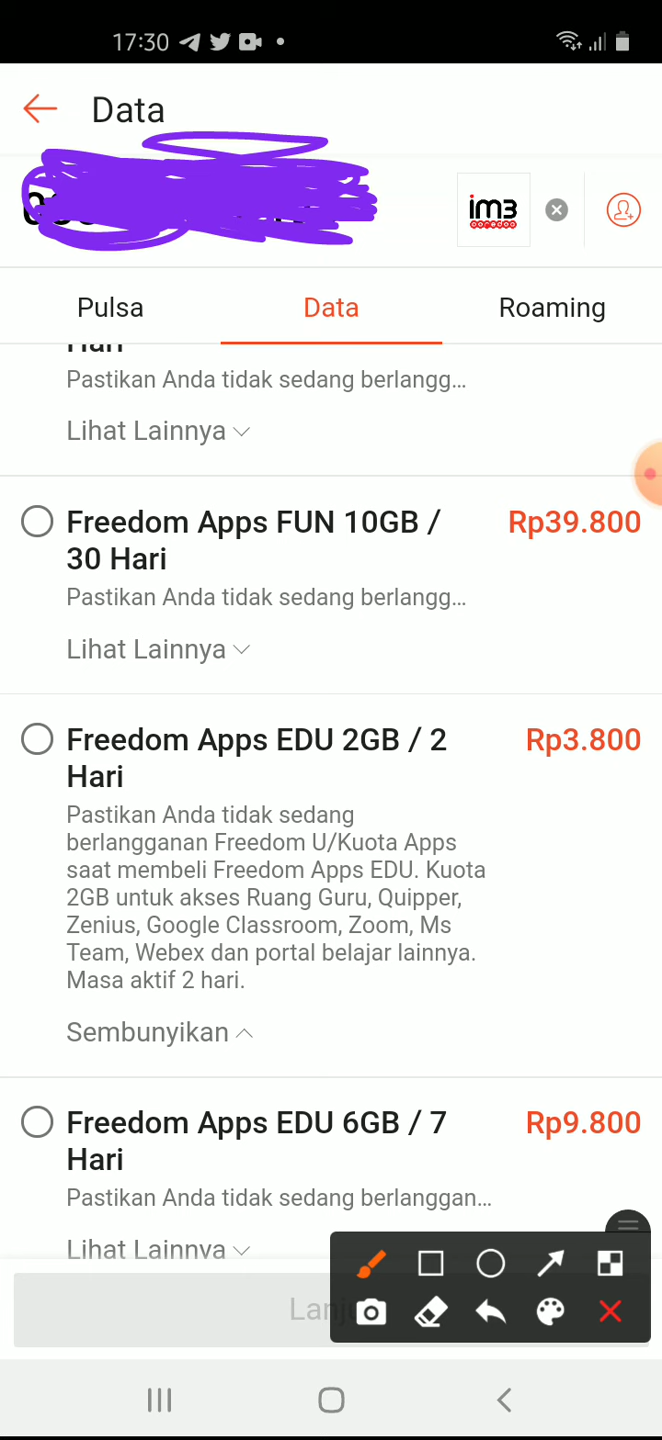 17:30
Data
im3
ooredoo
Pulsa
Data
Roaming
Hari
Pastikan Anda tidak sedang berlangg...
Lihat Lainnya
Freedom Apps FUN 10GB /
30 Hari
Rp39.800
Pastikan Anda tidak sedang berlangg...
Lihat Lainnya
Freedom Apps EDU 2GB / 2
Hari
Rp3.800
Pastikan Anda tidak sedang
berlangganan Freedom U/Kuota Apps
saat membeli Freedom Apps EDU. Kuota
2GB untuk akses Ruang Guru, Quipper,
Zenius, Google Classroom, Zoom, Ms
Team, Webex dan portal belajar lainnya.
Masa aktif 2 hari.
Sembunyikan
Freedom Apps EDU 6GB / 7
Hari
Rp9.800
Pastikan Anda tidak sedang berlanggan...
Lihat Lainnya